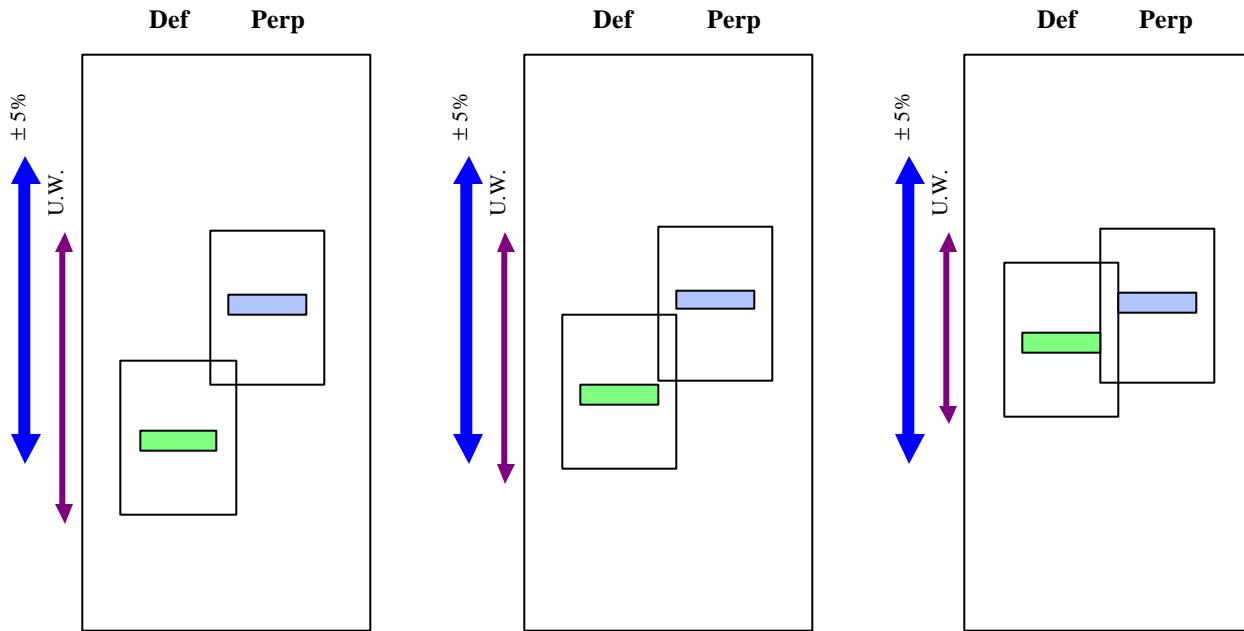 Def Perp
± 5%
U.W.
Def Perp
± 5%
U.W.
Def Perp
± 5%
U.W.